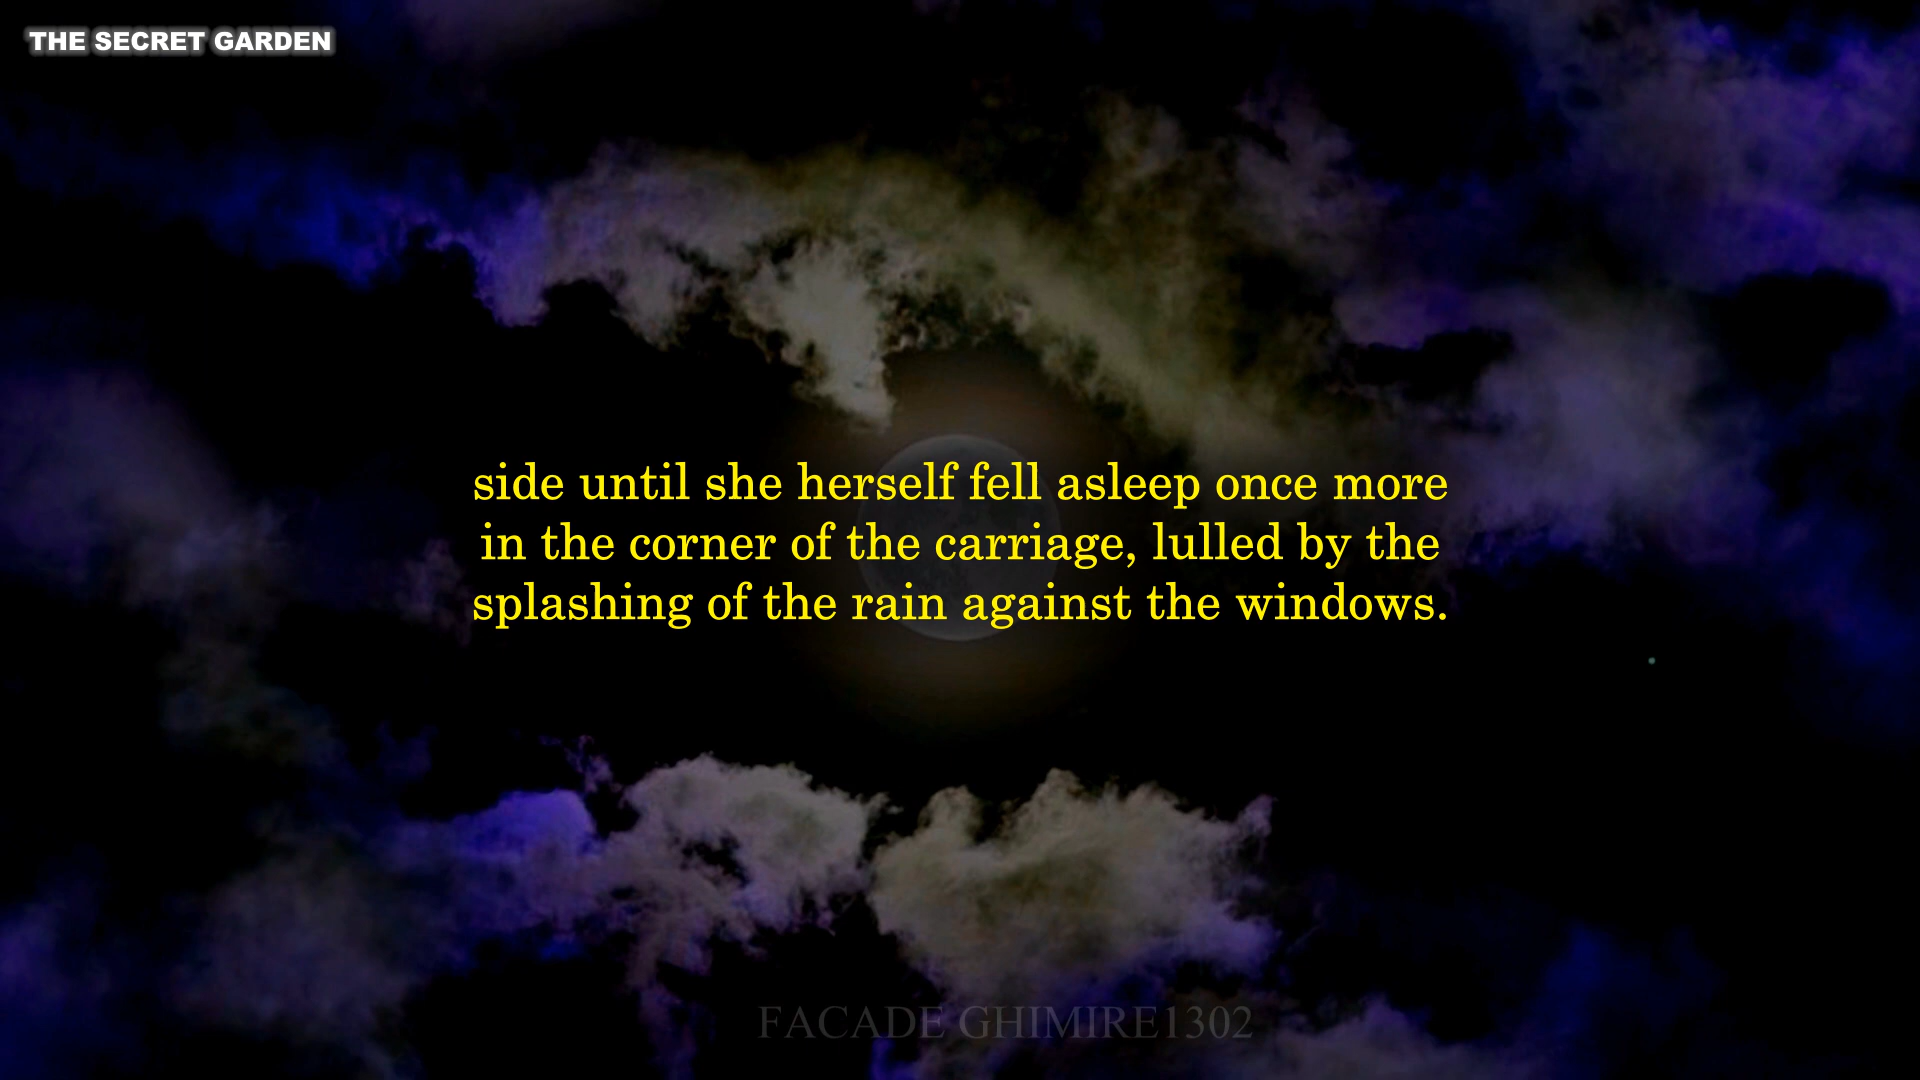 THE SECRET GARDEN
side until she herself fell asleep once more
in the corner of the carriage, lulled by the
splashing of the rain against the windows.
FACADE GHIMIRE1302